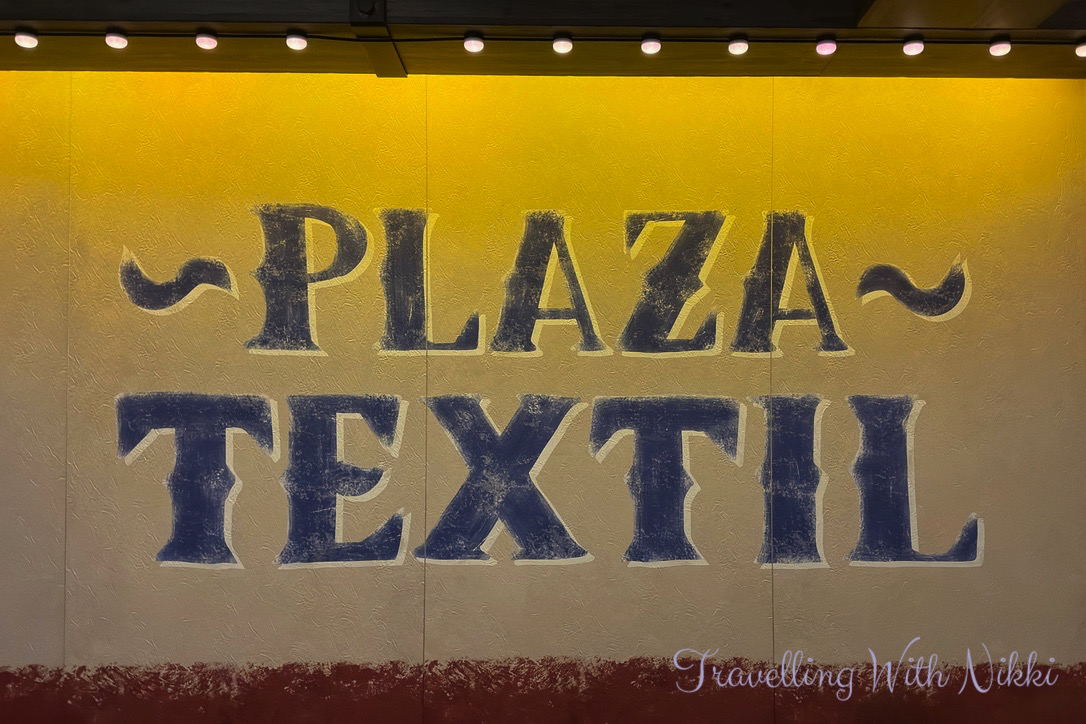 ~PLAZA~
TEXTIL
Travelling With Nikki